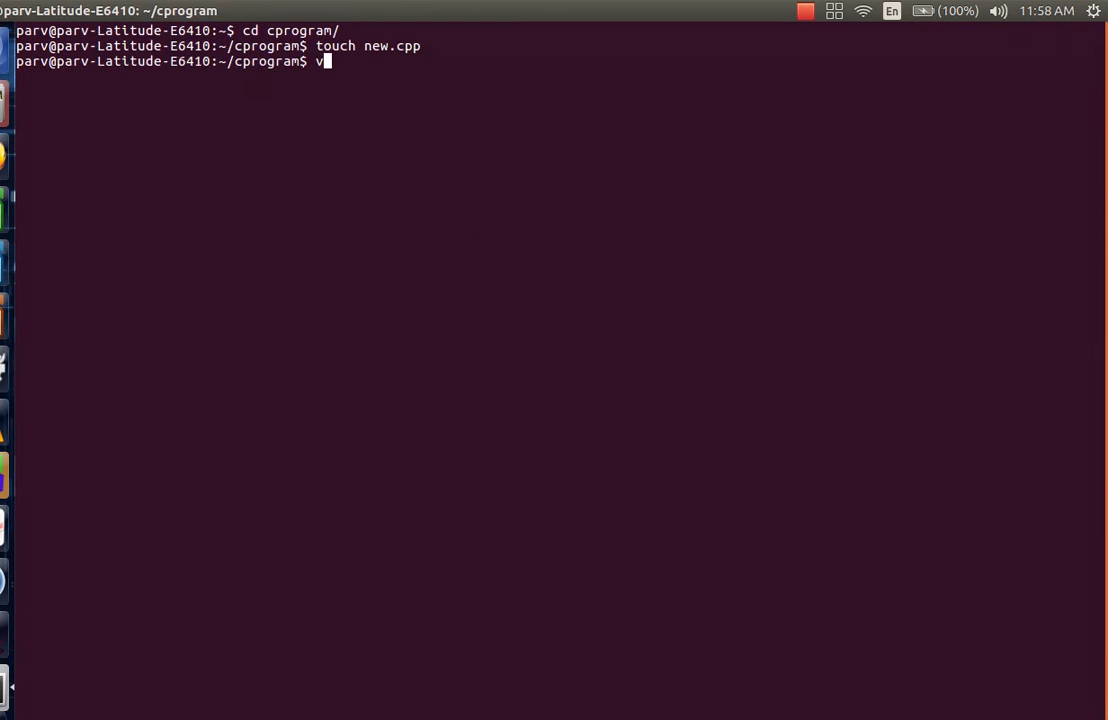 parv@parv-Latitude-E6410: ~/cprogram
En
(100%)
11:58 AM
parv@parv-Latitude-E6410:~$ cd cprogram/
parv@parv-Latitude-E6410:~/cprogram$ touch new.cpp
parv@parv-Latitude-E6410:~/cprogram$ v